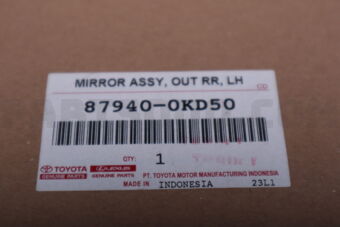 MIRROR ASSY, OUT RR, LH
CD
87940-0KD50
QTY: 1
TOYOTA LEXUS
GENUINE PARTS GENUINE PARTS
PT. TOYOTA MOTOR MANUFACTURING INDONESIA
MADE IN INDONESIA 23L1